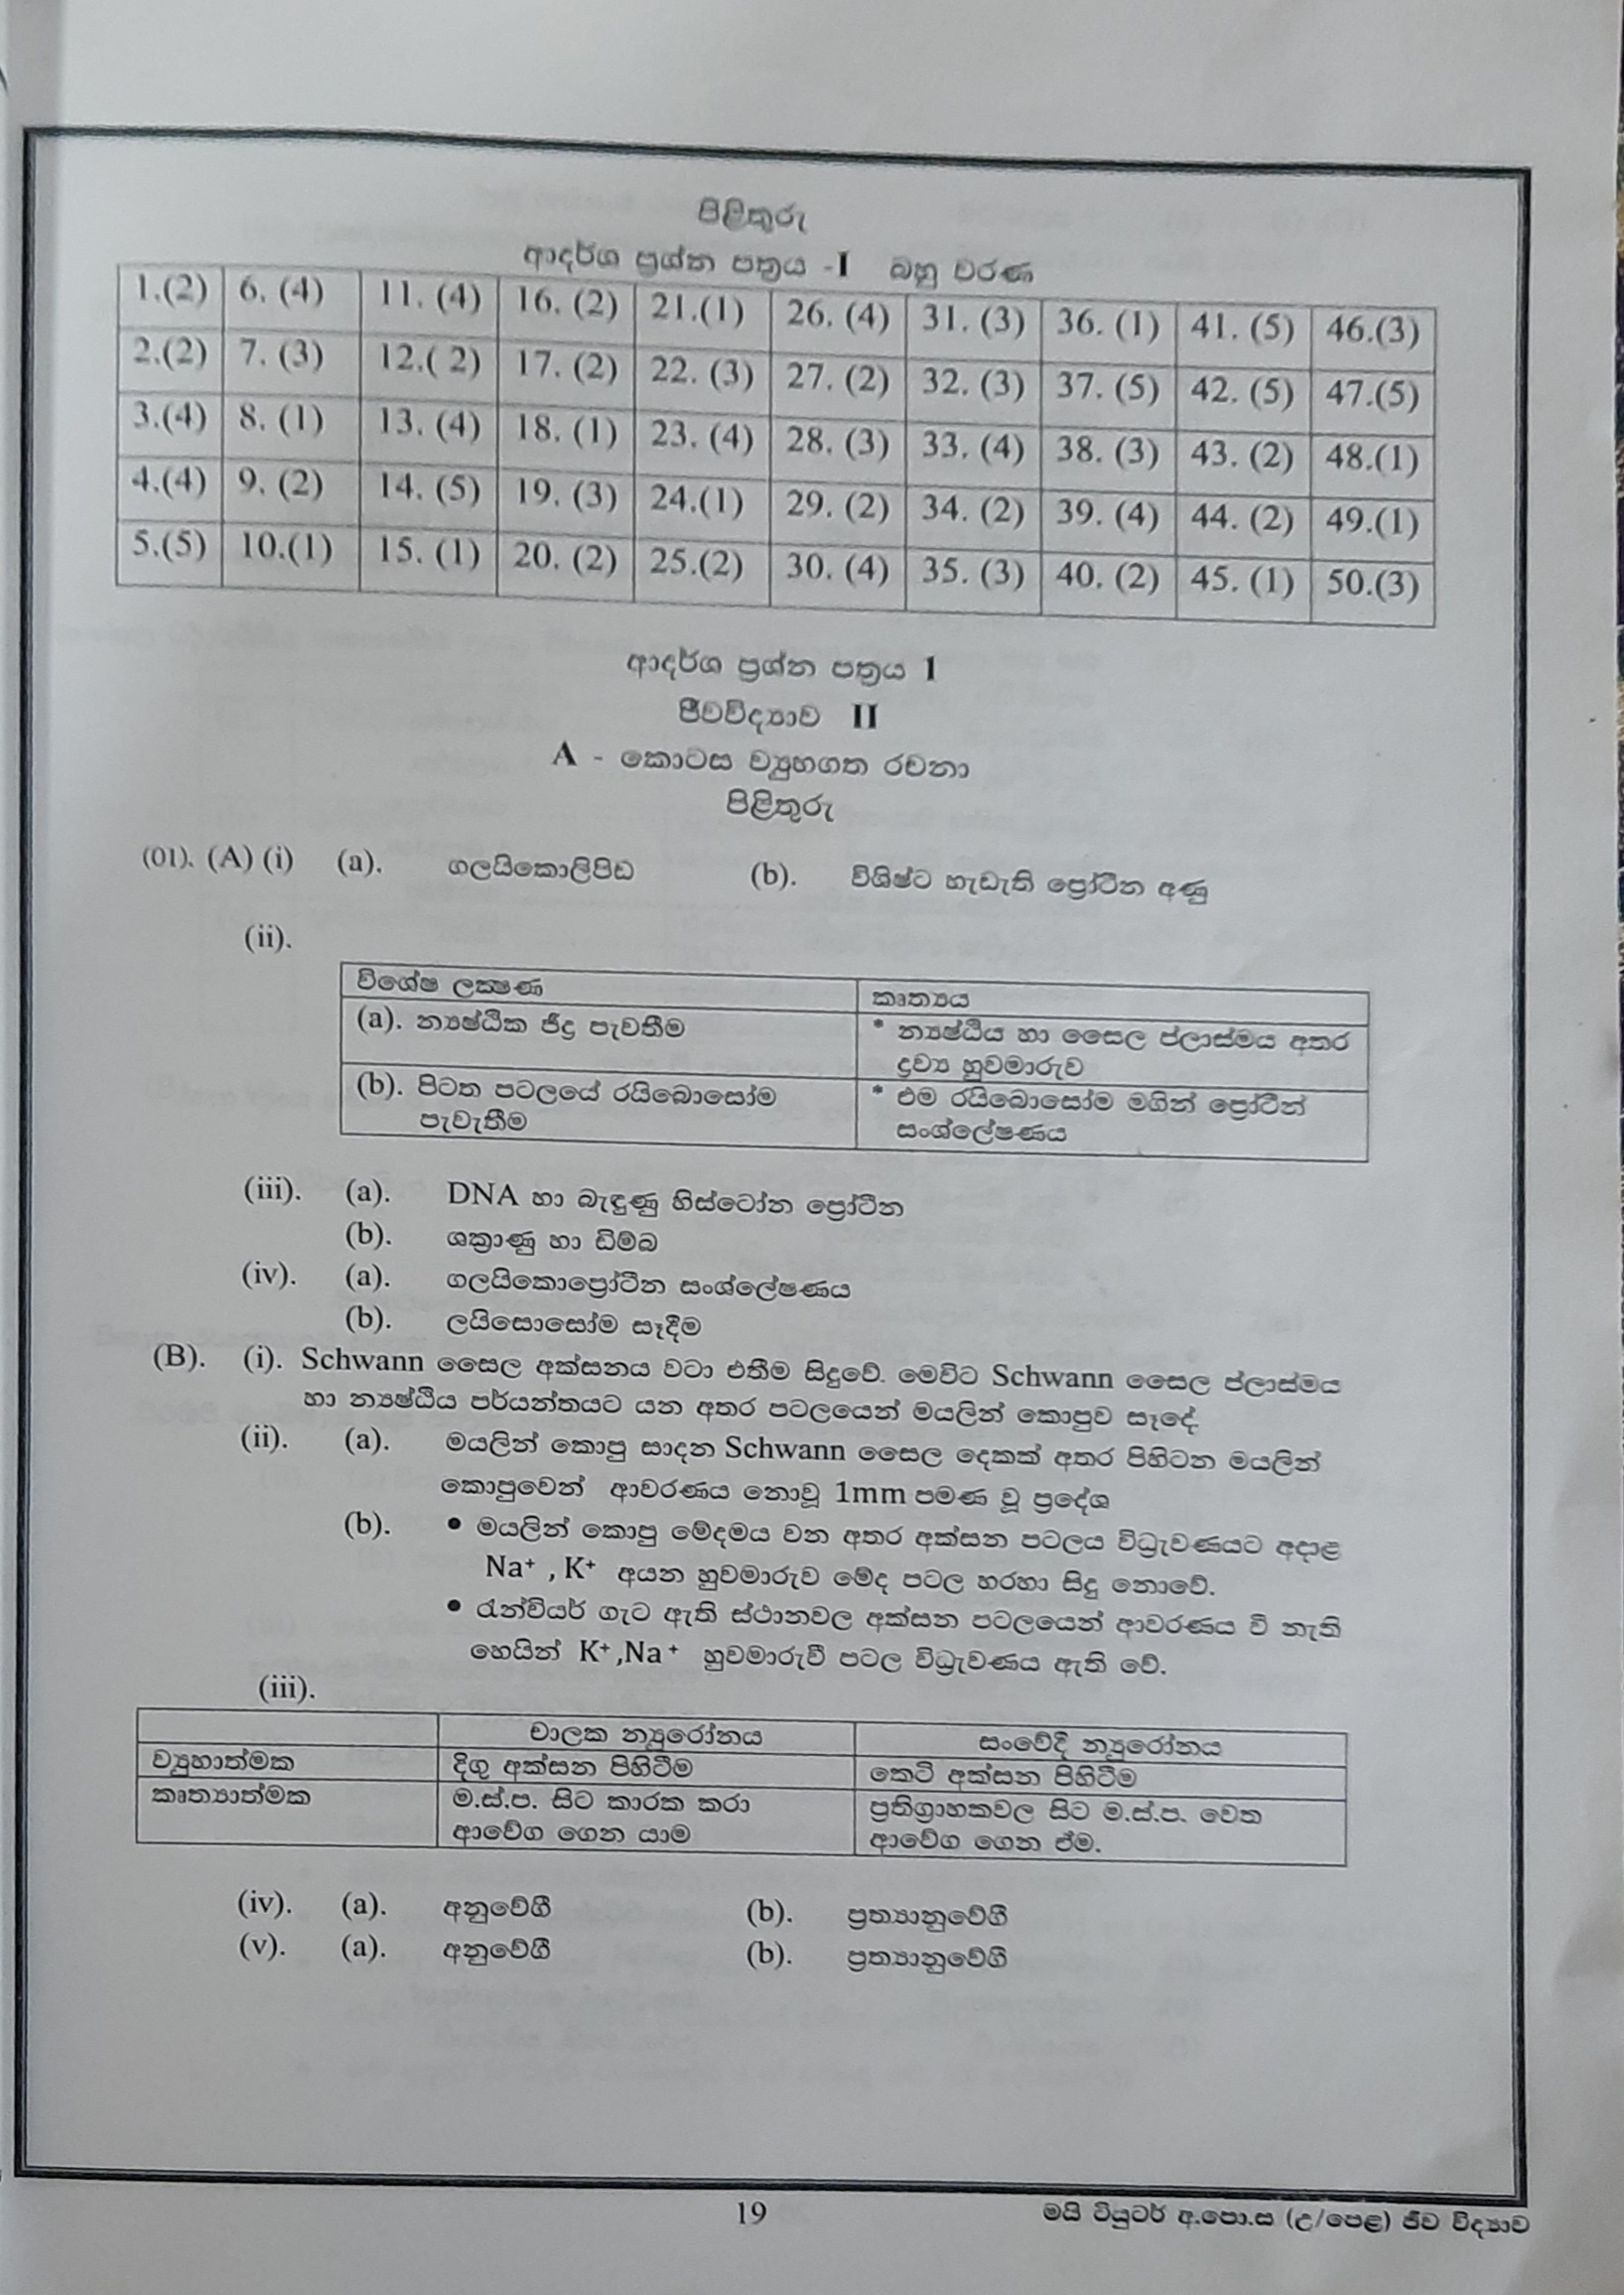 පිළිතුරු
ආදර්ශ ප්‍රශ්න පත්‍රය -I බහු වරණ
1.(2) 6. (4) 11. (4) 16. (2) 21.(1) 26. (4) 31. (3) 36. (1) 41. (5) 46.(3)
2.(2) 7. (3) 12.( 2) 17. (2) 22. (3) 27. (2) 32. (3) 37. (5) 42. (5) 47.(5)
3.(4) 8. (1) 13. (4) 18. (1) 23. (4) 28. (3) 33. (4) 38. (3) 43. (2) 48.(1)
4.(4) 9. (2) 14. (5) 19. (3) 24.(1) 29. (2) 34. (2) 39. (4) 44. (2) 49.(1)
5.(5) 10.(1) 15. (1) 20. (2) 25.(2) 30. (4) 35. (3) 40. (2) 45. (1) 50.(3)
ආදර්ශ ප්‍රශ්න පත්‍රය 1
ජීවවිද්‍යාව II
A - කොටස ව්‍යුහගත රචනා
පිළිතුරු
(01). (A) (i) (a). ගලයිකොලිපිඩ (b). විශිෂ්ට හැඩැති ප්‍රෝටීන අණු
(ii).
විශේෂ ලක්‍ෂණ කෘත්‍යය
(a). න්‍යෂ්ඨික ජිද්‍ර පැවතීම * න්‍යෂ්ඨිය හා සෛල ප්ලාස්මය අතර
ද්‍රව්‍ය හුවමාරුව
(b). පිටත පටලයේ රයිබොසෝම * එම රයිබොසෝම මගින් ප්‍රෝටීන්
පැවැතීම සංශ්ලේෂණය
(iii). (a). DNA හා බැඳුණු හිස්ටෝන ප්‍රෝටීන
(b). ශක්‍රාණු හා ඩිම්බ
(iv). (a). ගලයිකොප්‍රෝටීන සංශ්ලේෂණය
(b). ලයිසොසෝම සෑදීම
(B). (i). Schwann සෛල අක්සනය වටා එතීම සිදුවේ. මෙවිට Schwann සෛල ප්ලාස්මය
හා න්‍යෂ්ඨිය පර්යන්තයට යන අතර පටලයෙන් මයලින් කොපුව සෑදේ.
(ii). (a). මයලින් කොපු සාදන Schwann සෛල දෙකක් අතර පිහිටන මයලින්
කොපුවෙන් ආවරණය නොවූ 1mm පමණ වූ ප්‍රදේශ
(b). • මයලින් කොපු මේදමය වන අතර අක්සන පටලය විධ්‍රැවණයට අදාළ
Na⁺ , K⁺ අයන හුවමාරුව මේද පටල හරහා සිදු නොවේ.
• රැන්වියර් ගැට ඇති ස්ථානවල අක්සන පටලයෙන් ආවරණය වි නැති
හෙයින් K⁺,Na⁺ හුවමාරුවී පටල විධ්‍රැවණය ඇති වේ.
(iii).
චාලක න්‍යුරෝනය සංවේදී න්‍යුරෝනය
ව්‍යුහාත්මක දිගු අක්සන පිහිටීම කෙටි අක්සන පිහිටීම
කෘත්‍යාත්මක ම.ස්.ප. සිට කාරක කරා ප්‍රතිග්‍රාහකවල සිට ම.ස්.ප. වෙත
ආවේග ගෙන යාම ආවේග ගෙන ඒම.
(iv). (a). අනුවේගී (b). ප්‍රත්‍යානුවේගී
(v). (a). අනුවේගී (b). ප්‍රත්‍යානුවේගී
19 මයි ටියුටර් අ.පො.ස (උ/පෙළ) ජීව විද්‍යාව